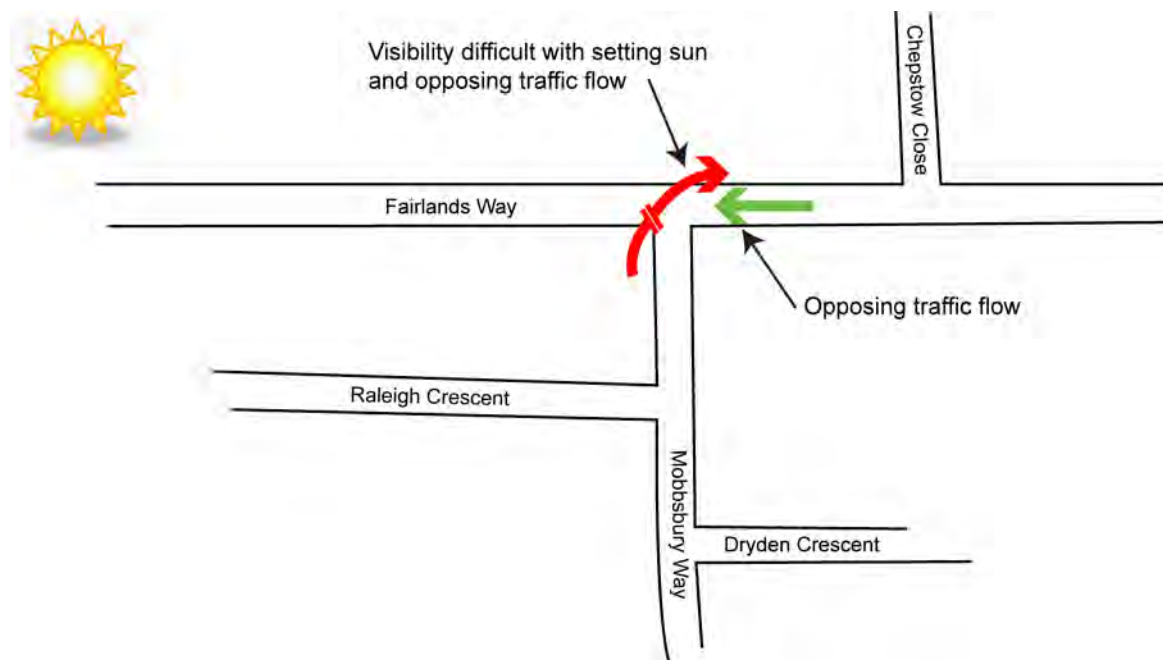 Visibility difficult with setting sun
and opposing traffic flow
Chepstow Close
Fairlands Way
Opposing traffic flow
Raleigh Crescent
Mobbsbury Way
Dryden Crescent